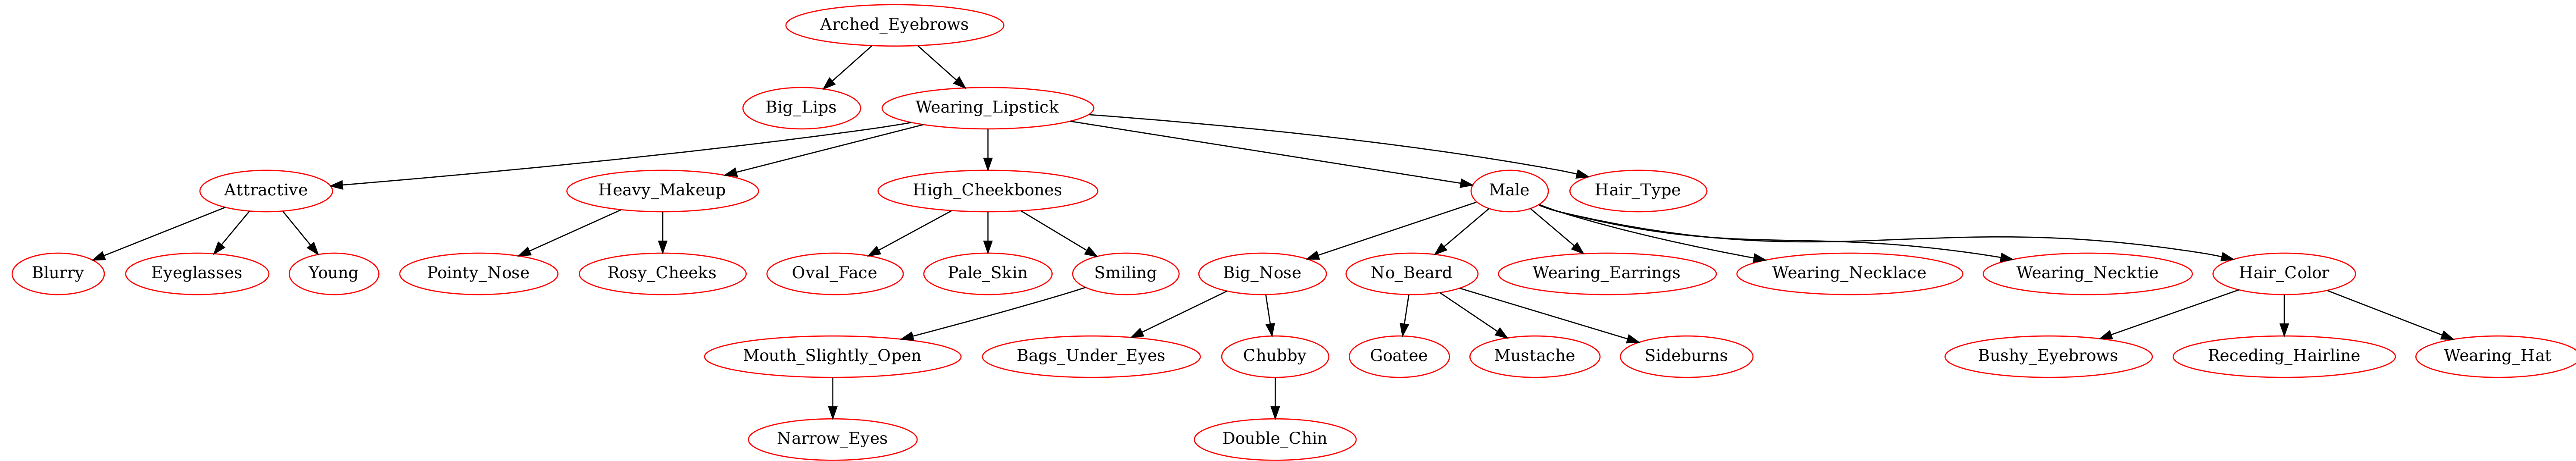 Arched_Eyebrows
Big_Lips
Wearing_Lipstick
Attractive
Heavy_Makeup
High_Cheekbones
Male
Hair_Type
Blurry
Eyeglasses
Young
Pointy_Nose
Rosy_Cheeks
Oval_Face
Pale_Skin
Smiling
Big_Nose
No_Beard
Wearing_Earrings
Wearing_Necklace
Wearing_Necktie
Hair_Color
Mouth_Slightly_Open
Bags_Under_Eyes
Chubby
Goatee
Mustache
Sideburns
Bushy_Eyebrows
Receding_Hairline
Wearing_Hat
Narrow_Eyes
Double_Chin